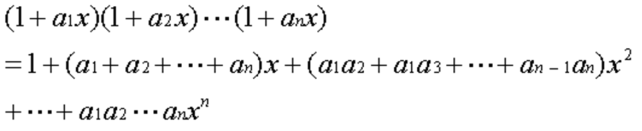 (1 + a₁x)(1 + a₂x)⋯(1 + aₙx)
= 1 + (a₁ + a₂ + ⋯ + aₙ)x + (a₁a₂ + a₁a₃ + ⋯ + aₙ₋₁aₙ)x²
+ ⋯ + a₁a₂ ⋯ aₙxⁿ